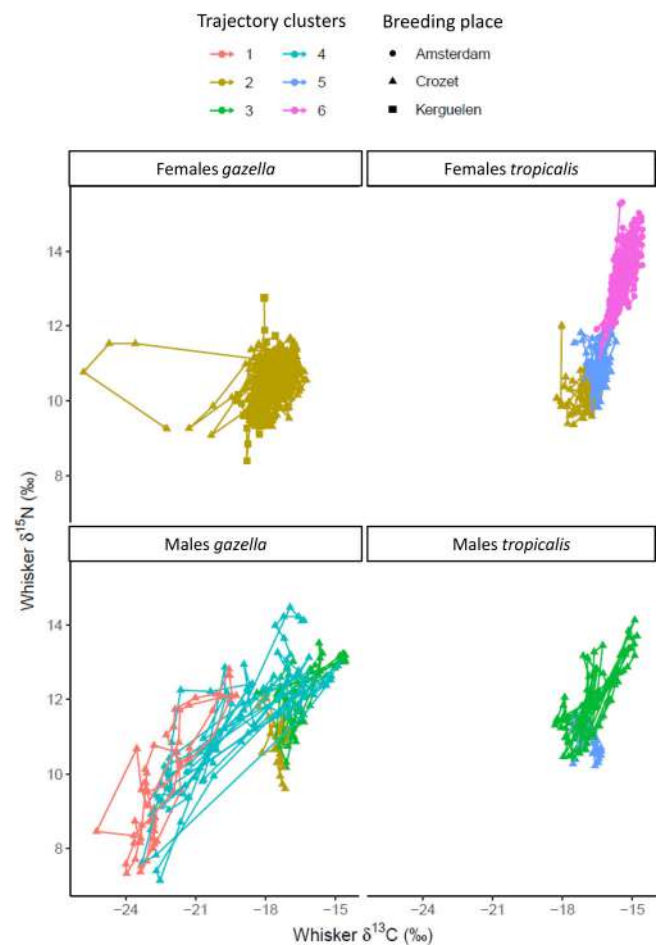 Trajectory clusters Breeding place
1 4 Amsterdam
2 5 Crozet
3 6 Kerguelen
Females gazella Females tropicalis
14
12
10
8
Whisker δ15N (‰)
Males gazella Males tropicalis
14
12
10
8
−24 −21 −18 −15 −24 −21 −18 −15
Whisker δ13C (‰)